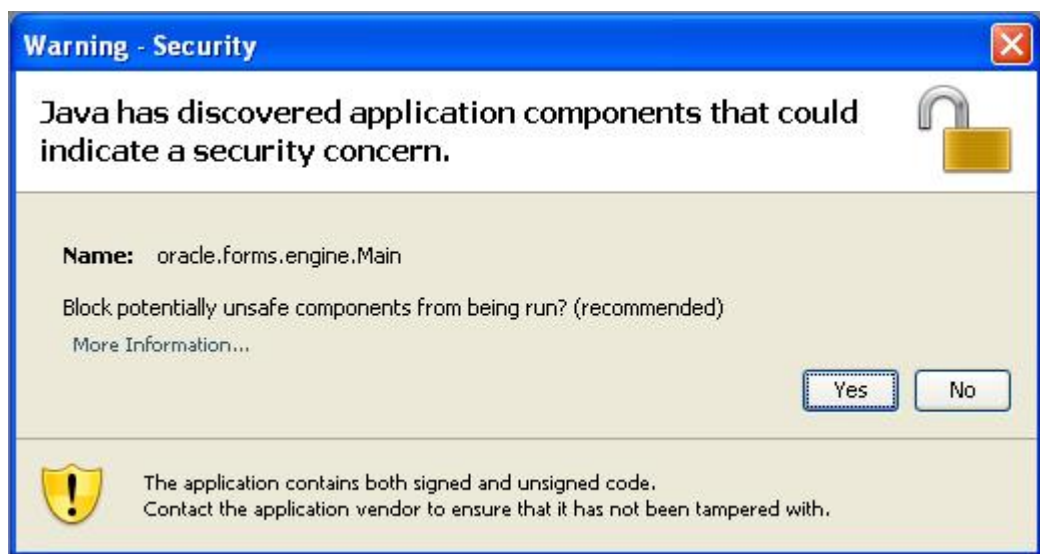 Warning - Security
Java has discovered application components that could
indicate a security concern.
Name: oracle.forms.engine.Main
Block potentially unsafe components from being run? (recommended)
More Information...
Yes No
The application contains both signed and unsigned code.
Contact the application vendor to ensure that it has not been tampered with.